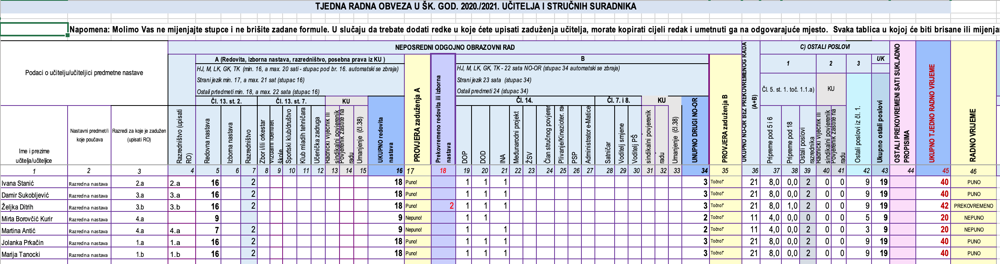 TJEDNA RADNA OBVEZA U ŠK. GOD. 2020./2021. UČITELJA I STRUČNIH SURADNIKA
Napomena: Molimo Vas ne mijenjajte stupce i ne brišite zadane formule. U slučaju da trebate dodati redke u koje ćete upisati zaduženja učitelja, morate kopirati cijeli redak i umetnuti ga na odgovarajuće mjesto. Svaka tablica u kojoj će biti brisane ili mijenja
Podaci o učitelju/učiteljici predmetne nastave
NEPOSREDNI ODGOJNO OBRAZOVNI RAD
A (Redovita, izborna nastava, razredništvo, posebna prava iz KU )
HJ, M, LK, GK, TK (min. 16, a max. 20 sati - stupac pod br. 16. automatski se zbraja)
Strani jezik min. 17, a max. 21 sat (stupac 16)
Ostali prtedmeti min. 18, a max. 22 sata (stupac 16)
Čl. 13. st. 2.
Čl. 13. st. 7.
KU
B
HJ, M, LK, GK, TK - 22 sata NO-OR (stupac 34 automatski se zbraja)
Strani jezik 23 sata (stupac 34)
Ostali predmeti 24 (stupac 34)
Čl. 14.
Čl. 7. i 8.
KU
C) OSTALI POSLOVI
1
2
3
UK
Čl. 5. st. 1. toč. 1.1.a)
KU
Ime i prezime
učitelja/učiteljice
Nastavni predmet/i
koje poučava
Razredi za koje je zadužen
(upisati RO)
Razredništvo (upisati
RO)
Redovna nastava
Izborna nastava
Razredništvo
Zbor i/ili orkestar
Vizualni identitet
škole
Sportski klub/društvo
Klub mladih tehničara
Učenička zadruga
Radnički vijećnik ili
sindikalni povjerenik
Povjerenik zaštite na
radu
Umanjenje (čl.38)
UKUPNO redovita
nastava
PROVJERA zaduženja A
Prekovremeno redovita ili izborna
nastava
DOP
DOD
INA
Međunarodni projekt
ŽSV
Član stručnog povjeren
Plivanje/Kinezioter. rad
PSP
Administrator e-Matice
Satničar
Voditelj smjene
Voditelj PŠ
sindikalni povjerenik
radu
Umanjenje (čl.38)
UNUPNO DRUGI NO-OR
PROVJERA zaduženja B
UKUPNO NO-OR BEZ PREKOVREMENOG RADA
(A+B)
Pripreme pod 5 i 6
Pripreme pod 18
Ostali poslovi
razrednika
Radnički vijećnik ili
sindikalni povjerenik
Povjerenik zaštite na
radu
Ostali poslovi iz čl. 1.
Ukupno ostali poslovi
OSTALI PREKOVREMENI SATI SUKLADNO
PROPISIMA
UKUPNO TJEDNO RADNO VRIJEME
RADNO VRIJEME
1 2 3 4 5 6 7 8 9 10 11 12 13 14 15 16 17 18 19 20 21 22 23 24 25 26 27 28 29 30 31 32 33 34 35 36 37 38 39 40 41 42 43 44 45 46
Ivana Stanić Razredna nastava 2.a 2.a 16 2 18 Puno! 1 1 1 3 Točno!" 21 8,0 0,0 2 0 0 9 19 40 PUNO
Damir Sukobljević Razredna nastava 3.a 3.a 16 2 18 Puno! 1 1 1 3 Točno!" 21 8,0 0,0 2 0 0 9 19 40 PUNO
Željka Ditrih Razredna nastava 3.b 3.b 16 2 18 Puno! 2 1 1 1 3 Točno!" 21 8,0 1,0 2 0 0 9 19 42 PREKOVREMENO
Mirta Borovčić Kurir Razredna nastava 4.a 9 9 Nepuno! 1 1 2 Točno!" 11 4,0 0,0 0 0 0 5 9 20 NEPUNO
Martina Antić Razredna nastava 4.a 4.a 7 2 9 Nepuno! 1 1 2 Točno!" 11 4,0 0,0 2 0 0 3 9 20 NEPUNO
Jolanka Prkačin Razredna nastava 1.a 1.a 16 2 18 Puno! 1 1 1 3 Točno!" 21 8,0 0,0 2 0 0 9 19 40 PUNO
Marija Tanocki Razredna nastava 1.b 1.b 16 2 18 Puno! 1 1 1 3 Točno!" 21 8,0 0,0 2 0 0 9 19 40 PUNO